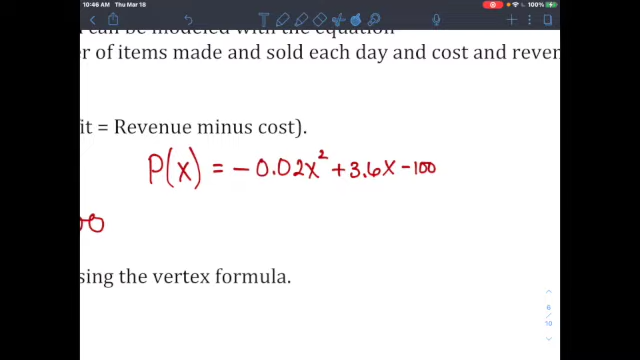 10:46 AM Thu Mar 18
100%
can be modeled with the equation
er of items made and sold each day and cost and reven
it = Revenue minus cost).
P(x) = -0.02x² + 3.6x - 100
00
sing the vertex formula.
6
/
10